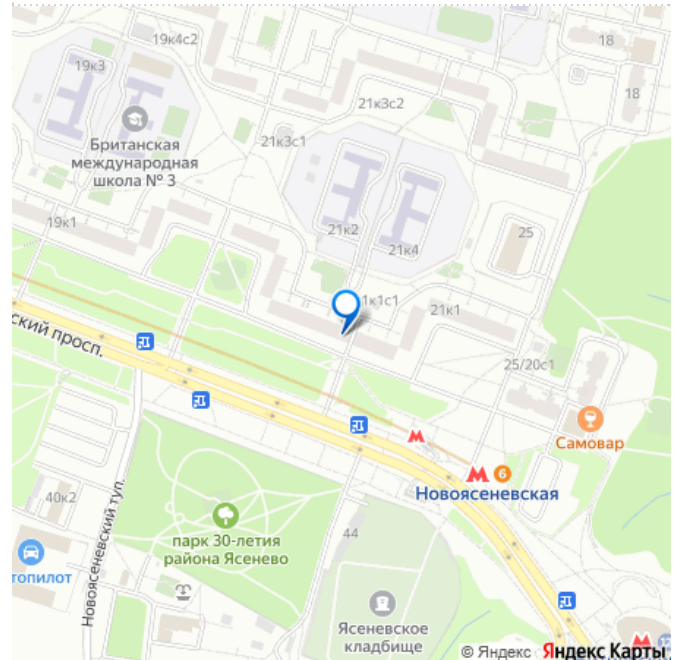 19к4с2
18
19к3
18
21к3с2
Британская
международная
школа № 3
21к3с1
19к1
21к2
25
21к4
1к1с1
21к1
ский просп.
25/20с1
Самовар
6
Новоясеневская
40к2
Новоясеневский туп.
44
парк 30-летия
района Ясенево
топилот
Ясеневское
кладбище
© Яндекс Яндекс Карты